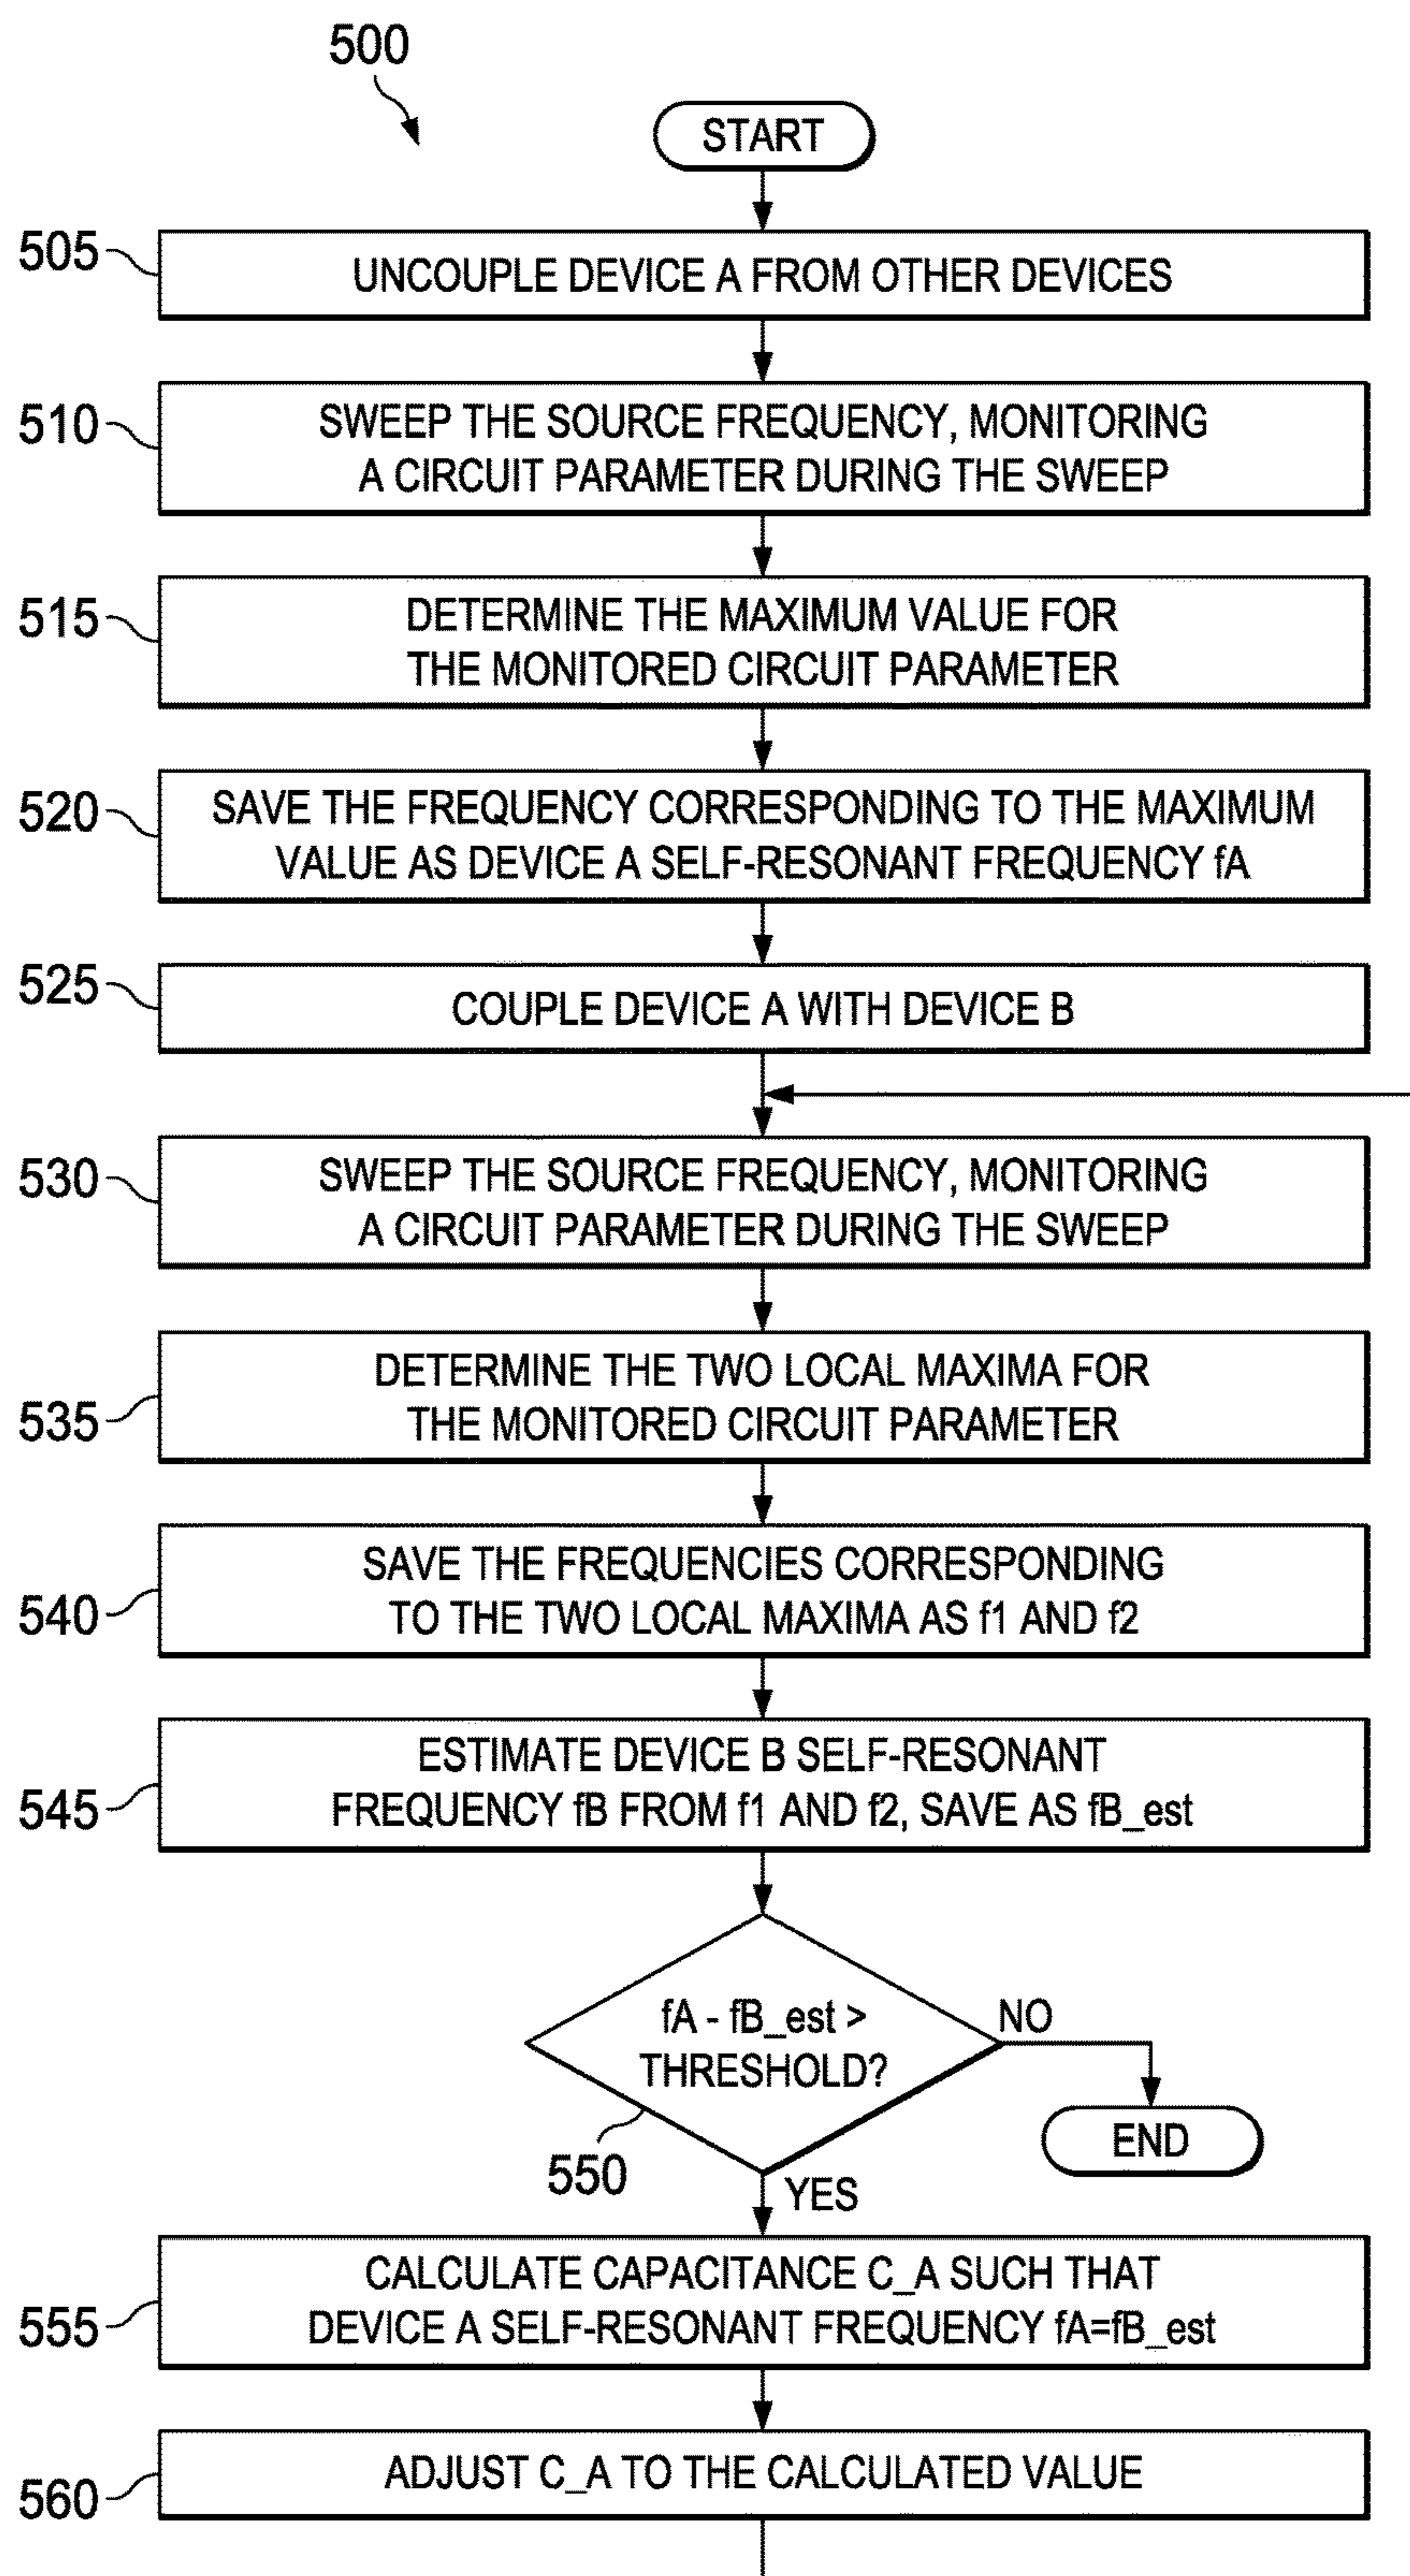 500
START
505
UNCOUPLE DEVICE A FROM OTHER DEVICES
510
SWEEP THE SOURCE FREQUENCY, MONITORING
A CIRCUIT PARAMETER DURING THE SWEEP
515
DETERMINE THE MAXIMUM VALUE FOR
THE MONITORED CIRCUIT PARAMETER
520
SAVE THE FREQUENCY CORRESPONDING TO THE MAXIMUM
VALUE AS DEVICE A SELF-RESONANT FREQUENCY fA
525
COUPLE DEVICE A WITH DEVICE B
530
SWEEP THE SOURCE FREQUENCY, MONITORING
A CIRCUIT PARAMETER DURING THE SWEEP
535
DETERMINE THE TWO LOCAL MAXIMA FOR
THE MONITORED CIRCUIT PARAMETER
540
SAVE THE FREQUENCIES CORRESPONDING
TO THE TWO LOCAL MAXIMA AS f1 AND f2
545
ESTIMATE DEVICE B SELF-RESONANT
FREQUENCY fB FROM f1 AND f2, SAVE AS fB_est
fA - fB_est >
THRESHOLD?
NO
END
550
YES
555
CALCULATE CAPACITANCE C_A SUCH THAT
DEVICE A SELF-RESONANT FREQUENCY fA=fB_est
560
ADJUST C_A TO THE CALCULATED VALUE